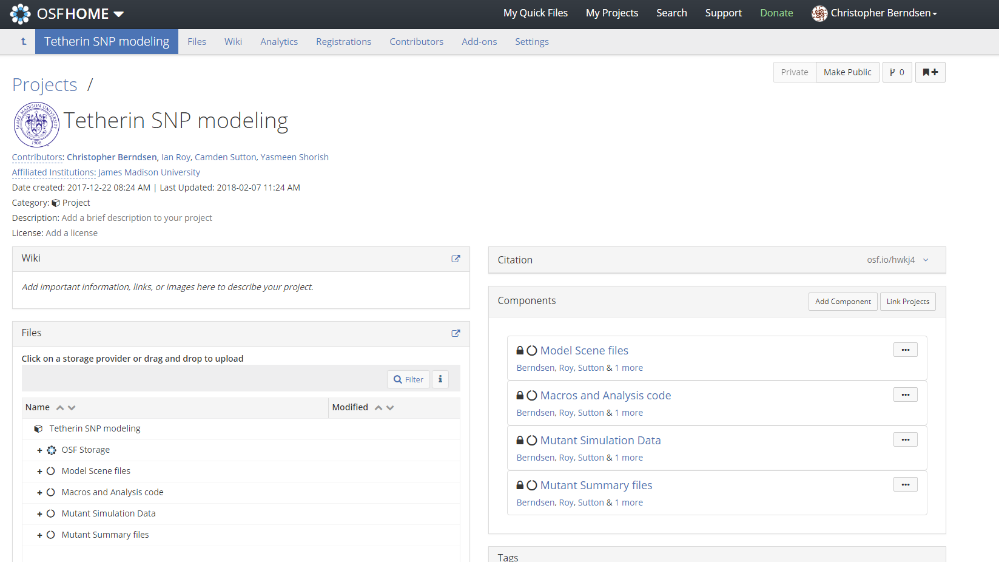 OSFHOME My Quick Files My Projects Search Support Donate Christopher Berndsen
Tetherin SNP modeling Files Wiki Analytics Registrations Contributors Add-ons Settings
Private Make Public 0
Projects /
JAMES MADISON UNIVERSITY
1908
Tetherin SNP modeling
Contributors: Christopher Berndsen, Ian Roy, Camden Sutton, Yasmeen Shorish
Affiliated Institutions: James Madison University
Date created: 2017-12-22 08:24 AM | Last Updated: 2018-02-07 11:24 AM
Category: Project
Description: Add a brief description to your project
License: Add a license
Wiki
Add important information, links, or images here to describe your project.
Files
Click on a storage provider or drag and drop to upload
Filter i
Name Modified
Tetherin SNP modeling
+ OSF Storage
+ Model Scene files
+ Macros and Analysis code
+ Mutant Simulation Data
+ Mutant Summary files
Citation osf.io/hwkj4
Components Add Component Link Projects
Model Scene files ...
Berndsen, Roy, Sutton & 1 more
Macros and Analysis code ...
Berndsen, Roy, Sutton & 1 more
Mutant Simulation Data ...
Berndsen, Roy, Sutton & 1 more
Mutant Summary files ...
Berndsen, Roy, Sutton & 1 more
Tags